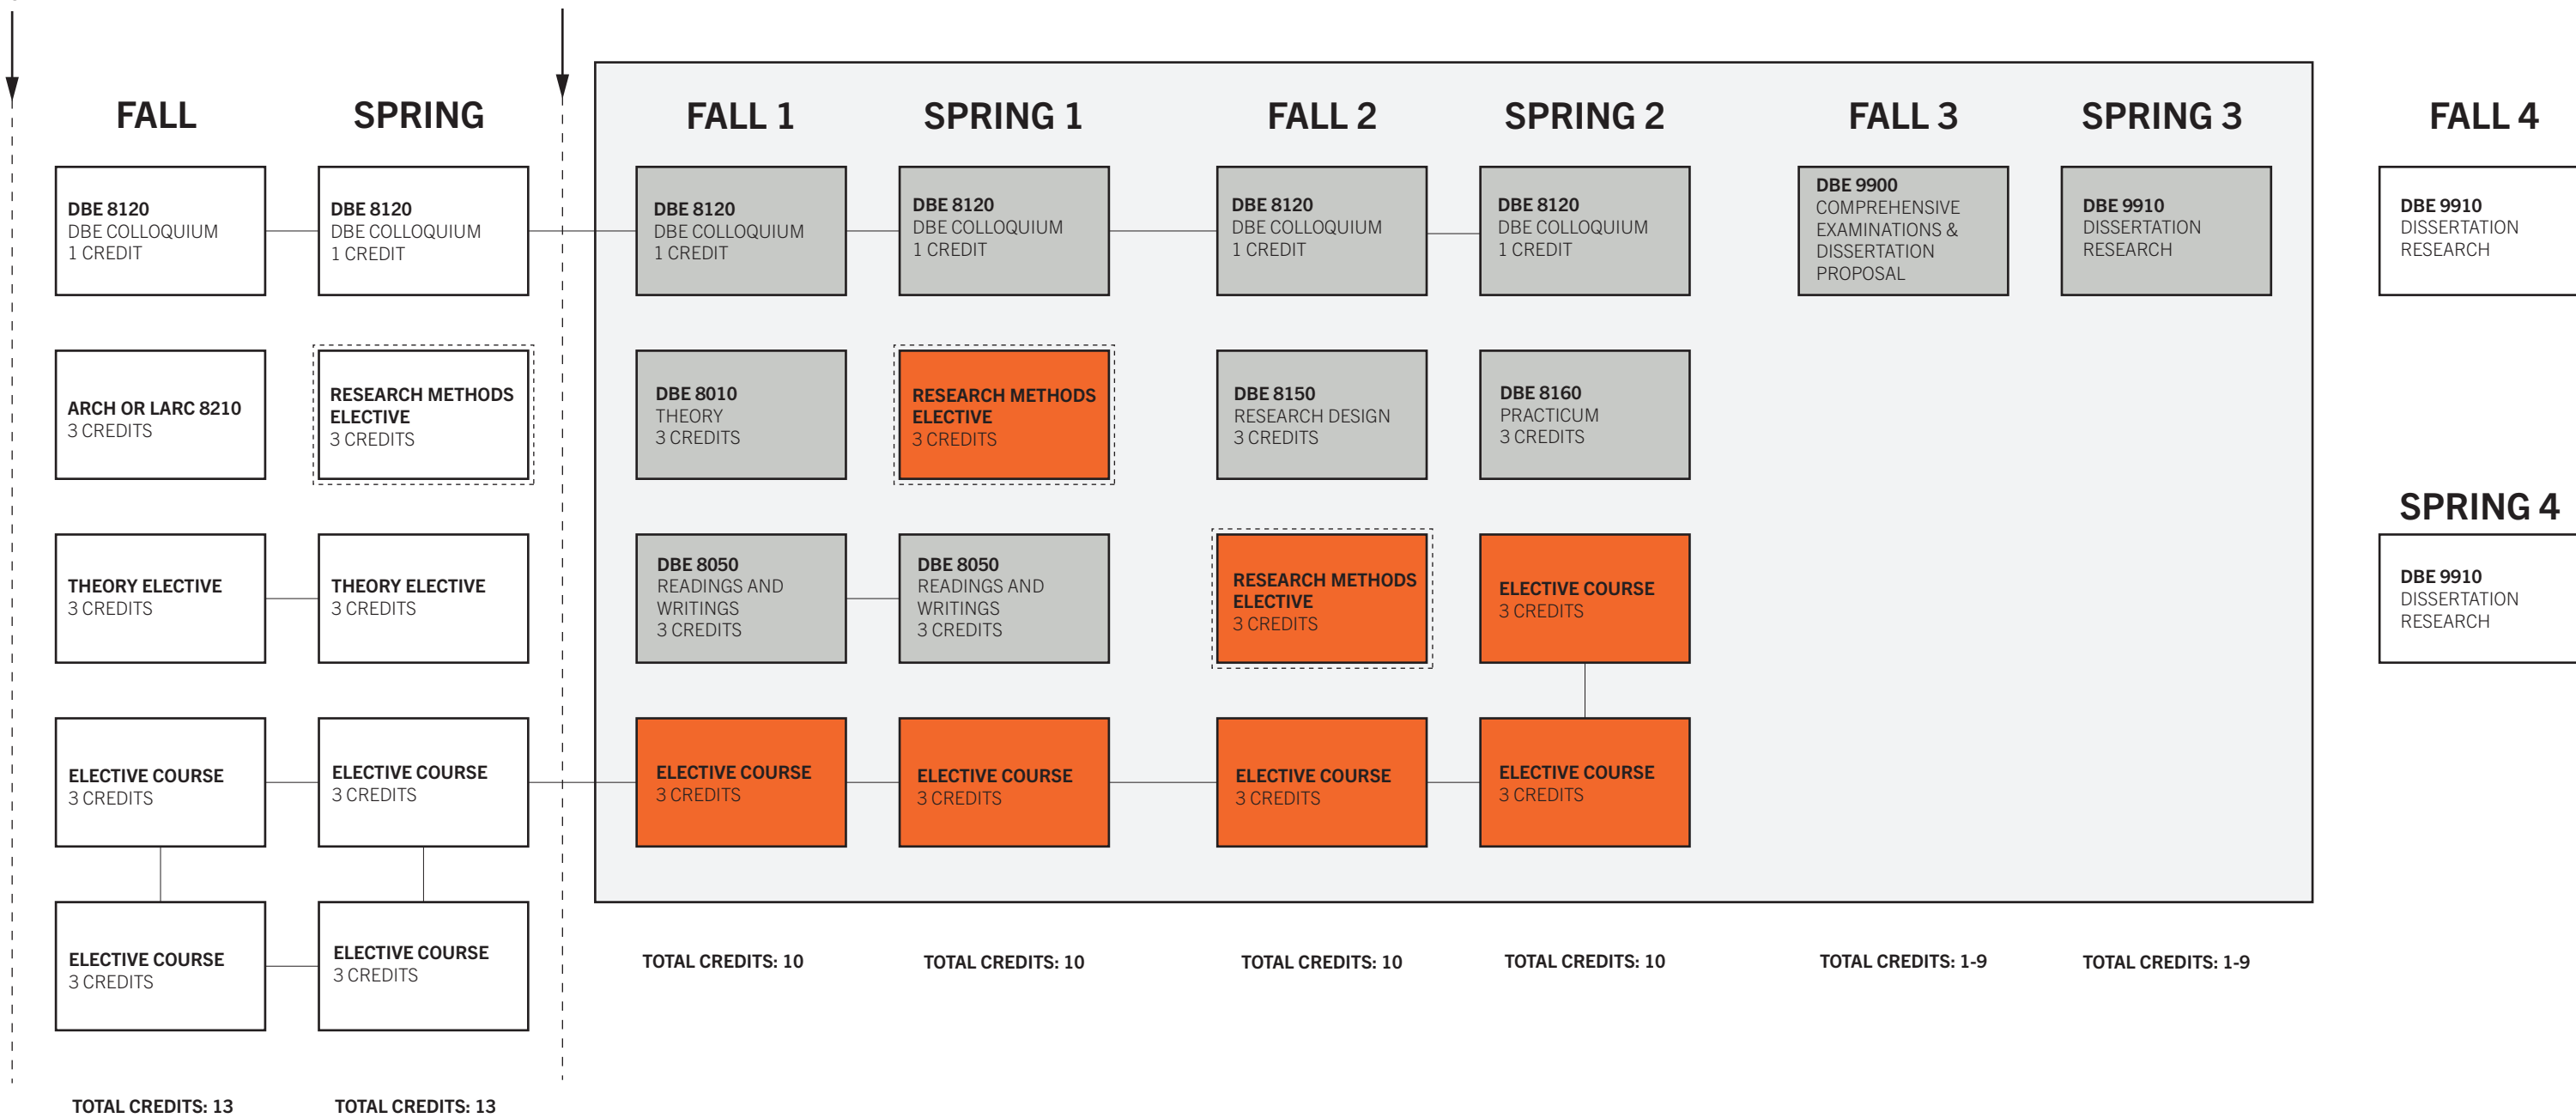 FALL
SPRING
FALL 1
SPRING 1
FALL 2
SPRING 2
FALL 3
SPRING 3
FALL 4
DBE 8120
DBE COLLOQUIUM
1 CREDIT
DBE 8120
DBE COLLOQUIUM
1 CREDIT
DBE 8120
DBE COLLOQUIUM
1 CREDIT
DBE 8120
DBE COLLOQUIUM
1 CREDIT
DBE 8120
DBE COLLOQUIUM
1 CREDIT
DBE 8120
DBE COLLOQUIUM
1 CREDIT
DBE 9900
COMPREHENSIVE
EXAMINATIONS &
DISSERTATION
PROPOSAL
DBE 9910
DISSERTATION
RESEARCH
DBE 9910
DISSERTATION
RESEARCH
ARCH OR LARC 8210
3 CREDITS
RESEARCH METHODS
ELECTIVE
3 CREDITS
DBE 8010
THEORY
3 CREDITS
RESEARCH METHODS
ELECTIVE
3 CREDITS
DBE 8150
RESEARCH DESIGN
3 CREDITS
DBE 8160
PRACTICUM
3 CREDITS
SPRING 4
THEORY ELECTIVE
3 CREDITS
THEORY ELECTIVE
3 CREDITS
DBE 8050
READINGS AND
WRITINGS
3 CREDITS
DBE 8050
READINGS AND
WRITINGS
3 CREDITS
RESEARCH METHODS
ELECTIVE
3 CREDITS
ELECTIVE COURSE
3 CREDITS
DBE 9910
DISSERTATION
RESEARCH
ELECTIVE COURSE
3 CREDITS
ELECTIVE COURSE
3 CREDITS
ELECTIVE COURSE
3 CREDITS
ELECTIVE COURSE
3 CREDITS
ELECTIVE COURSE
3 CREDITS
ELECTIVE COURSE
3 CREDITS
ELECTIVE COURSE
3 CREDITS
ELECTIVE COURSE
3 CREDITS
TOTAL CREDITS: 10
TOTAL CREDITS: 10
TOTAL CREDITS: 10
TOTAL CREDITS: 10
TOTAL CREDITS: 1-9
TOTAL CREDITS: 1-9
TOTAL CREDITS: 13
TOTAL CREDITS: 13